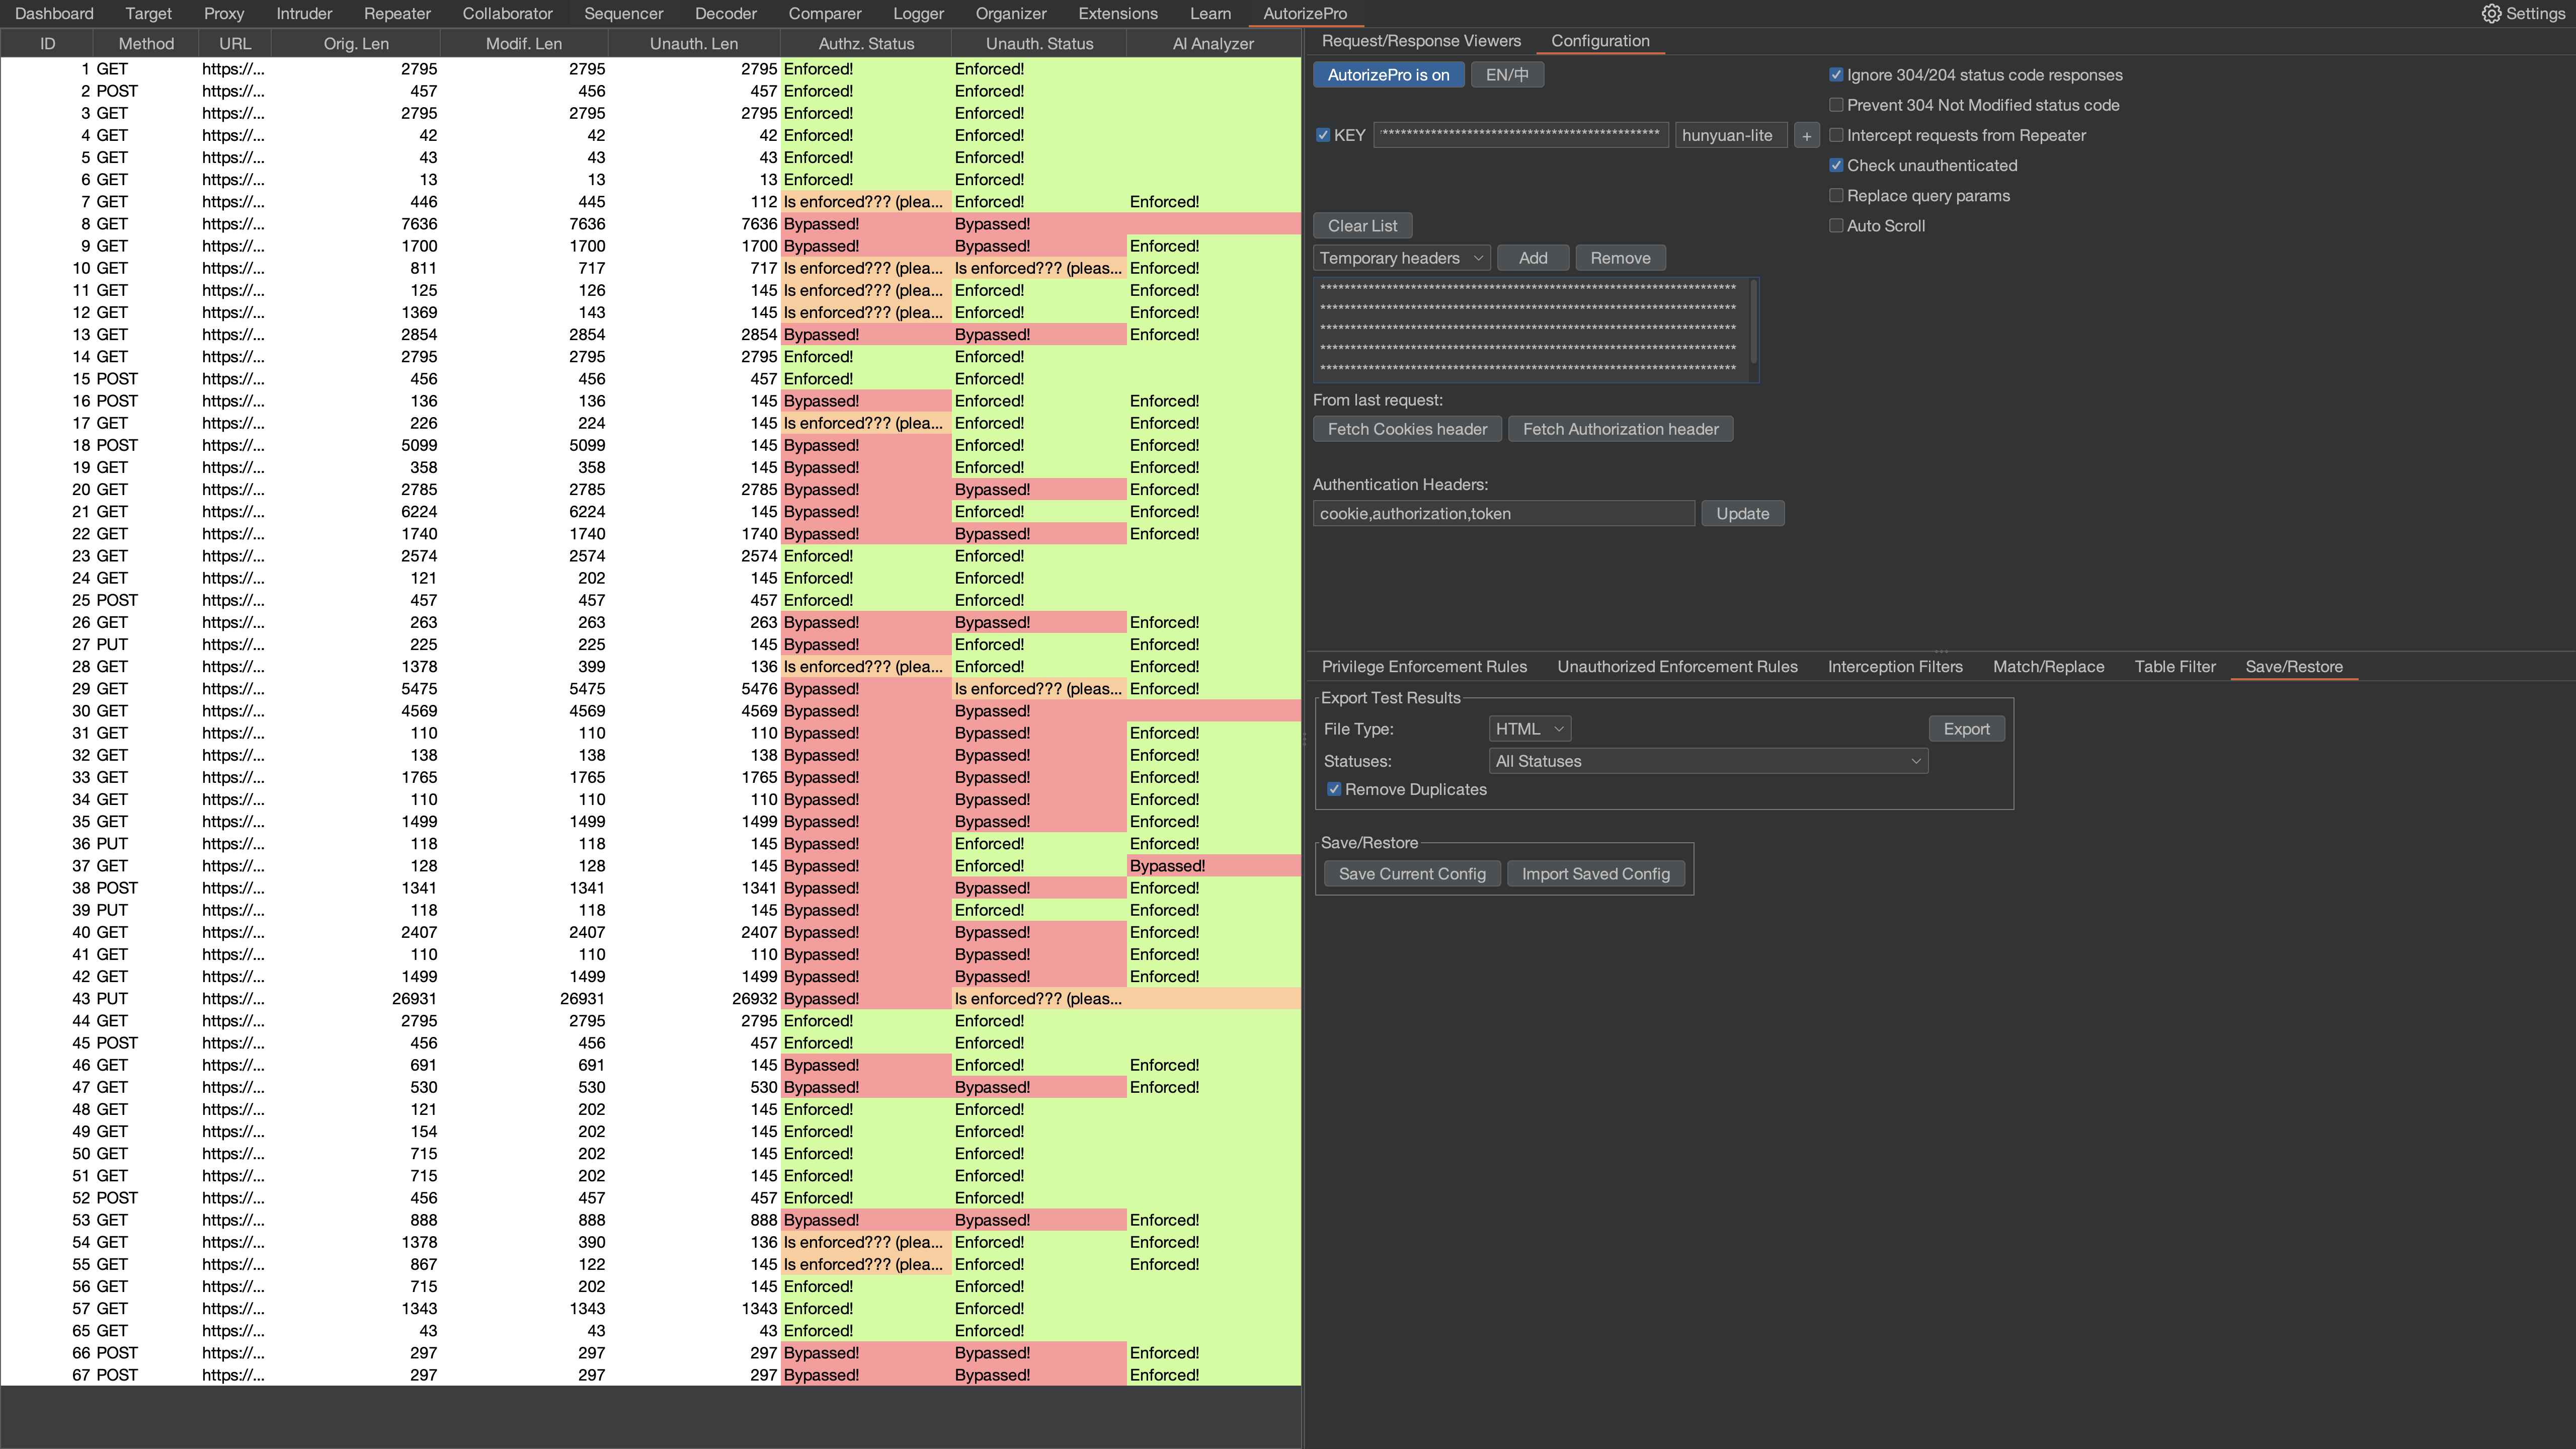 Dashboard Target Proxy Intruder Repeater Collaborator Sequencer Decoder Comparer Logger Organizer Extensions Learn AutorizePro Settings
ID Method URL Orig. Len Modif. Len Unauth. Len Authz. Status Unauth. Status AI Analyzer
1 GET https://... 2795 2795 2795 Enforced! Enforced!
2 POST https://... 457 456 457 Enforced! Enforced!
3 GET https://... 2795 2795 2795 Enforced! Enforced!
4 GET https://... 42 42 42 Enforced! Enforced!
5 GET https://... 43 43 43 Enforced! Enforced!
6 GET https://... 13 13 13 Enforced! Enforced!
7 GET https://... 446 445 112 Is enforced??? (plea... Enforced! Enforced!
8 GET https://... 7636 7636 7636 Bypassed! Bypassed!
9 GET https://... 1700 1700 1700 Bypassed! Bypassed! Enforced!
10 GET https://... 811 717 717 Is enforced??? (plea... Is enforced??? (pleas... Enforced!
11 GET https://... 125 126 145 Is enforced??? (plea... Enforced! Enforced!
12 GET https://... 1369 143 145 Is enforced??? (plea... Enforced! Enforced!
13 GET https://... 2854 2854 2854 Bypassed! Bypassed! Enforced!
14 GET https://... 2795 2795 2795 Enforced! Enforced!
15 POST https://... 456 456 457 Enforced! Enforced!
16 POST https://... 136 136 145 Bypassed! Enforced! Enforced!
17 GET https://... 226 224 145 Is enforced??? (plea... Enforced! Enforced!
18 POST https://... 5099 5099 145 Bypassed! Enforced! Enforced!
19 GET https://... 358 358 145 Bypassed! Enforced! Enforced!
20 GET https://... 2785 2785 2785 Bypassed! Bypassed! Enforced!
21 GET https://... 6224 6224 145 Bypassed! Enforced! Enforced!
22 GET https://... 1740 1740 1740 Bypassed! Bypassed! Enforced!
23 GET https://... 2574 2574 2574 Enforced! Enforced!
24 GET https://... 121 202 145 Enforced! Enforced!
25 POST https://... 457 457 457 Enforced! Enforced!
26 GET https://... 263 263 263 Bypassed! Bypassed! Enforced!
27 PUT https://... 225 225 145 Bypassed! Enforced! Enforced!
28 GET https://... 1378 399 136 Is enforced??? (plea... Enforced! Enforced!
29 GET https://... 5475 5475 5476 Bypassed! Is enforced??? (pleas... Enforced!
30 GET https://... 4569 4569 4569 Bypassed! Bypassed!
31 GET https://... 110 110 110 Bypassed! Bypassed! Enforced!
32 GET https://... 138 138 138 Bypassed! Bypassed! Enforced!
33 GET https://... 1765 1765 1765 Bypassed! Bypassed! Enforced!
34 GET https://... 110 110 110 Bypassed! Bypassed! Enforced!
35 GET https://... 1499 1499 1499 Bypassed! Bypassed! Enforced!
36 PUT https://... 118 118 145 Bypassed! Enforced! Enforced!
37 GET https://... 128 128 145 Bypassed! Enforced! Bypassed!
38 POST https://... 1341 1341 1341 Bypassed! Bypassed! Enforced!
39 PUT https://... 118 118 145 Bypassed! Enforced! Enforced!
40 GET https://... 2407 2407 2407 Bypassed! Bypassed! Enforced!
41 GET https://... 110 110 110 Bypassed! Bypassed! Enforced!
42 GET https://... 1499 1499 1499 Bypassed! Bypassed! Enforced!
43 PUT https://... 26931 26931 26932 Bypassed! Is enforced??? (pleas...
44 GET https://... 2795 2795 2795 Enforced! Enforced!
45 POST https://... 456 456 457 Enforced! Enforced!
46 GET https://... 691 691 145 Bypassed! Enforced! Enforced!
47 GET https://... 530 530 530 Bypassed! Bypassed! Enforced!
48 GET https://... 121 202 145 Enforced! Enforced!
49 GET https://... 154 202 145 Enforced! Enforced!
50 GET https://... 715 202 145 Enforced! Enforced!
51 GET https://... 715 202 145 Enforced! Enforced!
52 POST https://... 456 457 457 Enforced! Enforced!
53 GET https://... 888 888 888 Bypassed! Bypassed! Enforced!
54 GET https://... 1378 390 136 Is enforced??? (plea... Enforced! Enforced!
55 GET https://... 867 122 145 Is enforced??? (plea... Enforced! Enforced!
56 GET https://... 715 202 145 Enforced! Enforced!
57 GET https://... 1343 1343 1343 Enforced! Enforced!
65 GET https://... 43 43 43 Enforced! Enforced!
66 POST https://... 297 297 297 Bypassed! Bypassed! Enforced!
67 POST https://... 297 297 297 Bypassed! Bypassed! Enforced!
Request/Response Viewers Configuration
AutorizePro is on EN/中
KEY ********************************************** hunyuan-lite +
Ignore 304/204 status code responses
Prevent 304 Not Modified status code
Intercept requests from Repeater
Check unauthenticated
Replace query params
Auto Scroll
Clear List
Temporary headers Add Remove
*********************************************************************
*********************************************************************
*********************************************************************
*********************************************************************
*********************************************************************
From last request:
Fetch Cookies header Fetch Authorization header
Authentication Headers:
cookie,authorization,token Update
Privilege Enforcement Rules Unauthorized Enforcement Rules Interception Filters Match/Replace Table Filter Save/Restore
Export Test Results
File Type: HTML Export
Statuses: All Statuses
Remove Duplicates
Save/Restore
Save Current Config Import Saved Config